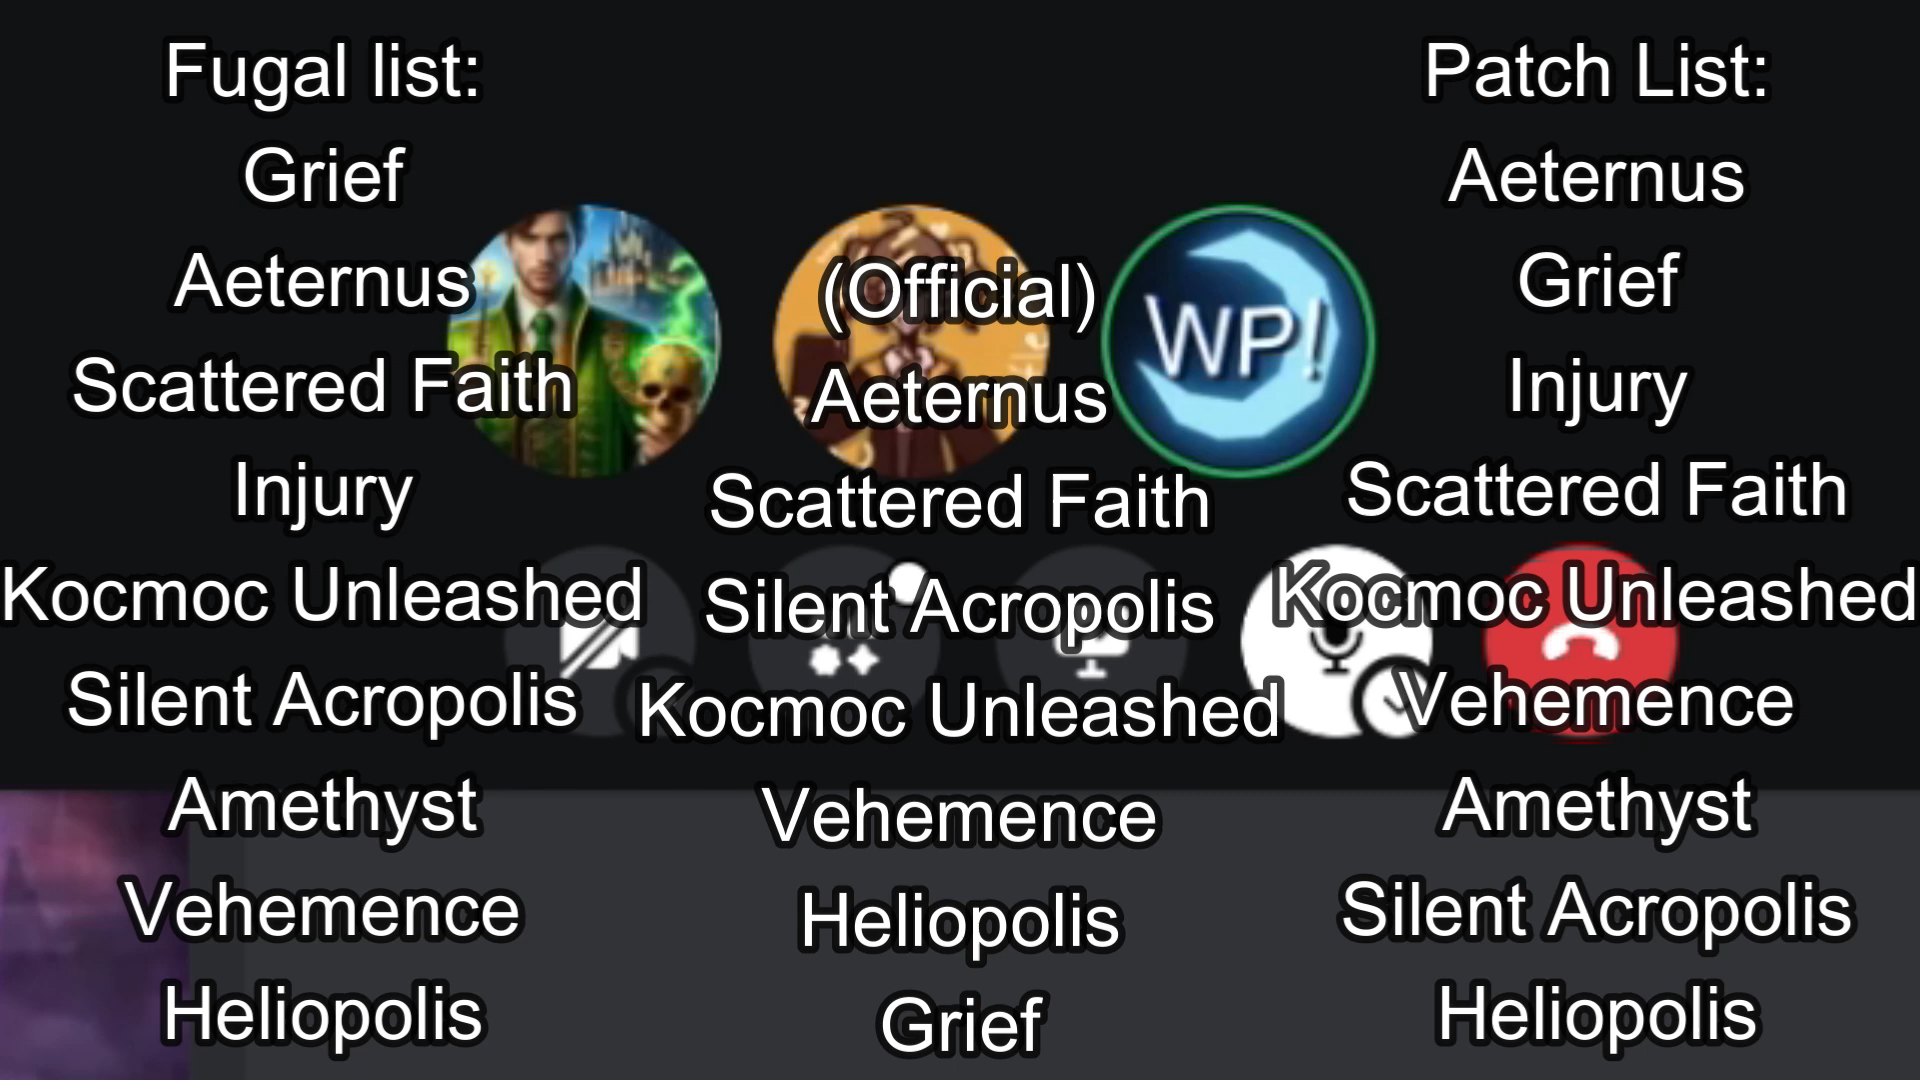 Fugal list:
Grief
Aeternus
Scattered Faith
Injury
Kocmoc Unleashed
Silent Acropolis
Amethyst
Vehemence
Heliopolis
(Official)
Aeternus
Scattered Faith
Silent Acropolis
Kocmoc Unleashed
Vehemence
Heliopolis
Grief
WP!
Patch List:
Aeternus
Grief
Injury
Scattered Faith
Kocmoc Unleashed
Vehemence
Amethyst
Silent Acropolis
Heliopolis